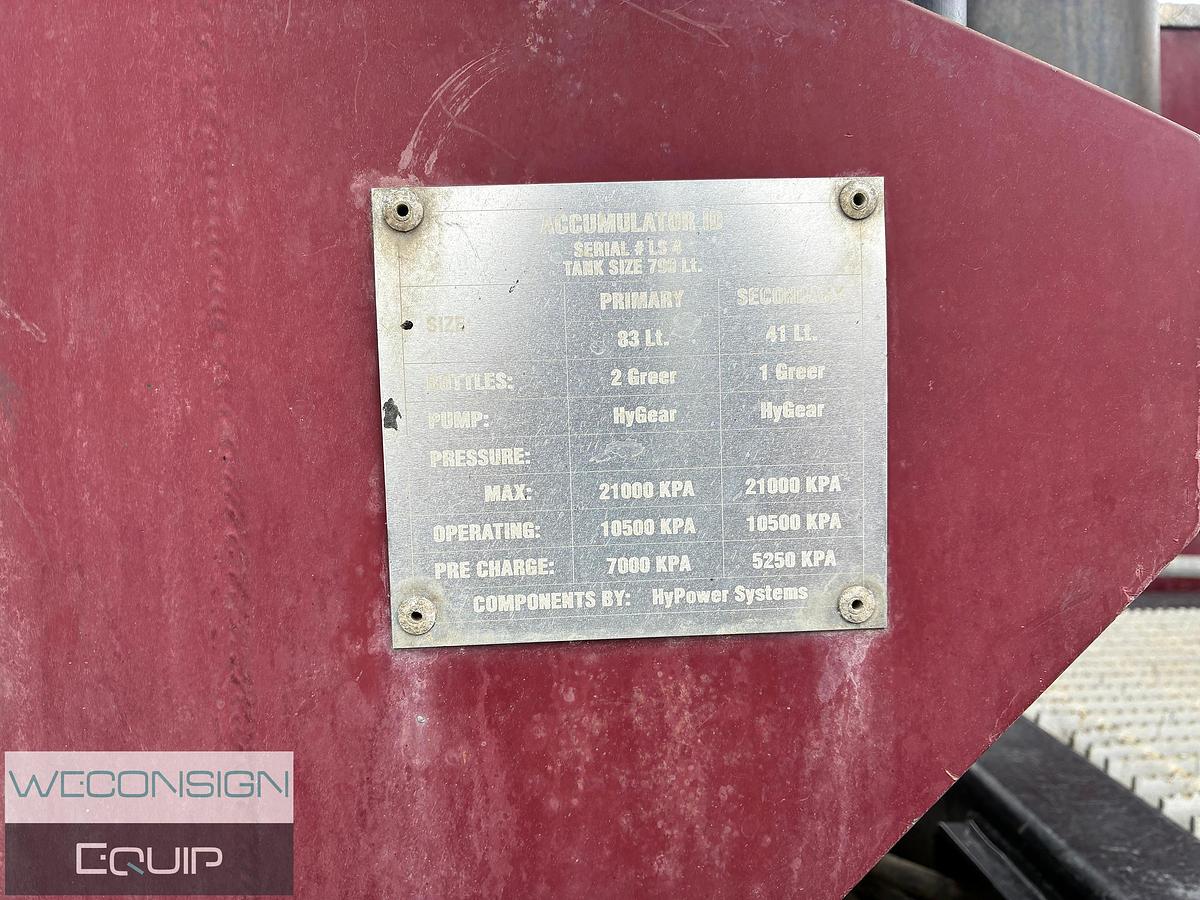 ACCUMULATOR ID
SERIAL # LS 4
TANK SIZE Lt.
PRIMARY SECONDARY
SIZE
83 Lt. 41 Lt.
BOTTLES: 2 Greer 1 Greer
PUMP: HyGear HyGear
PRESSURE:
MAX: 21000 KPA 21000 KPA
OPERATING: 10500 KPA 10500 KPA
PRE CHARGE: 7000 KPA 5250 KPA
COMPONENTS BY: HyPower Systems
WECONSIGN
EQUIP